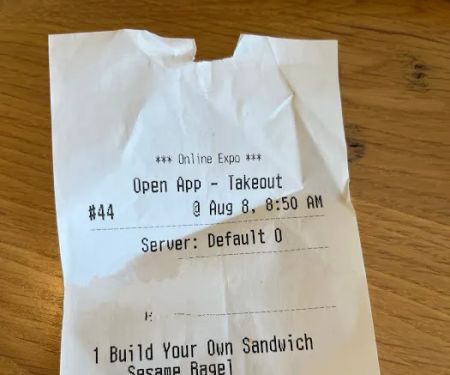 *** Online Expo ***
Open App - Takeout
#44 @ Aug 8, 8:50 AM
Server: Default 0
1 Build Your Own Sandwich
Sesame Bagel